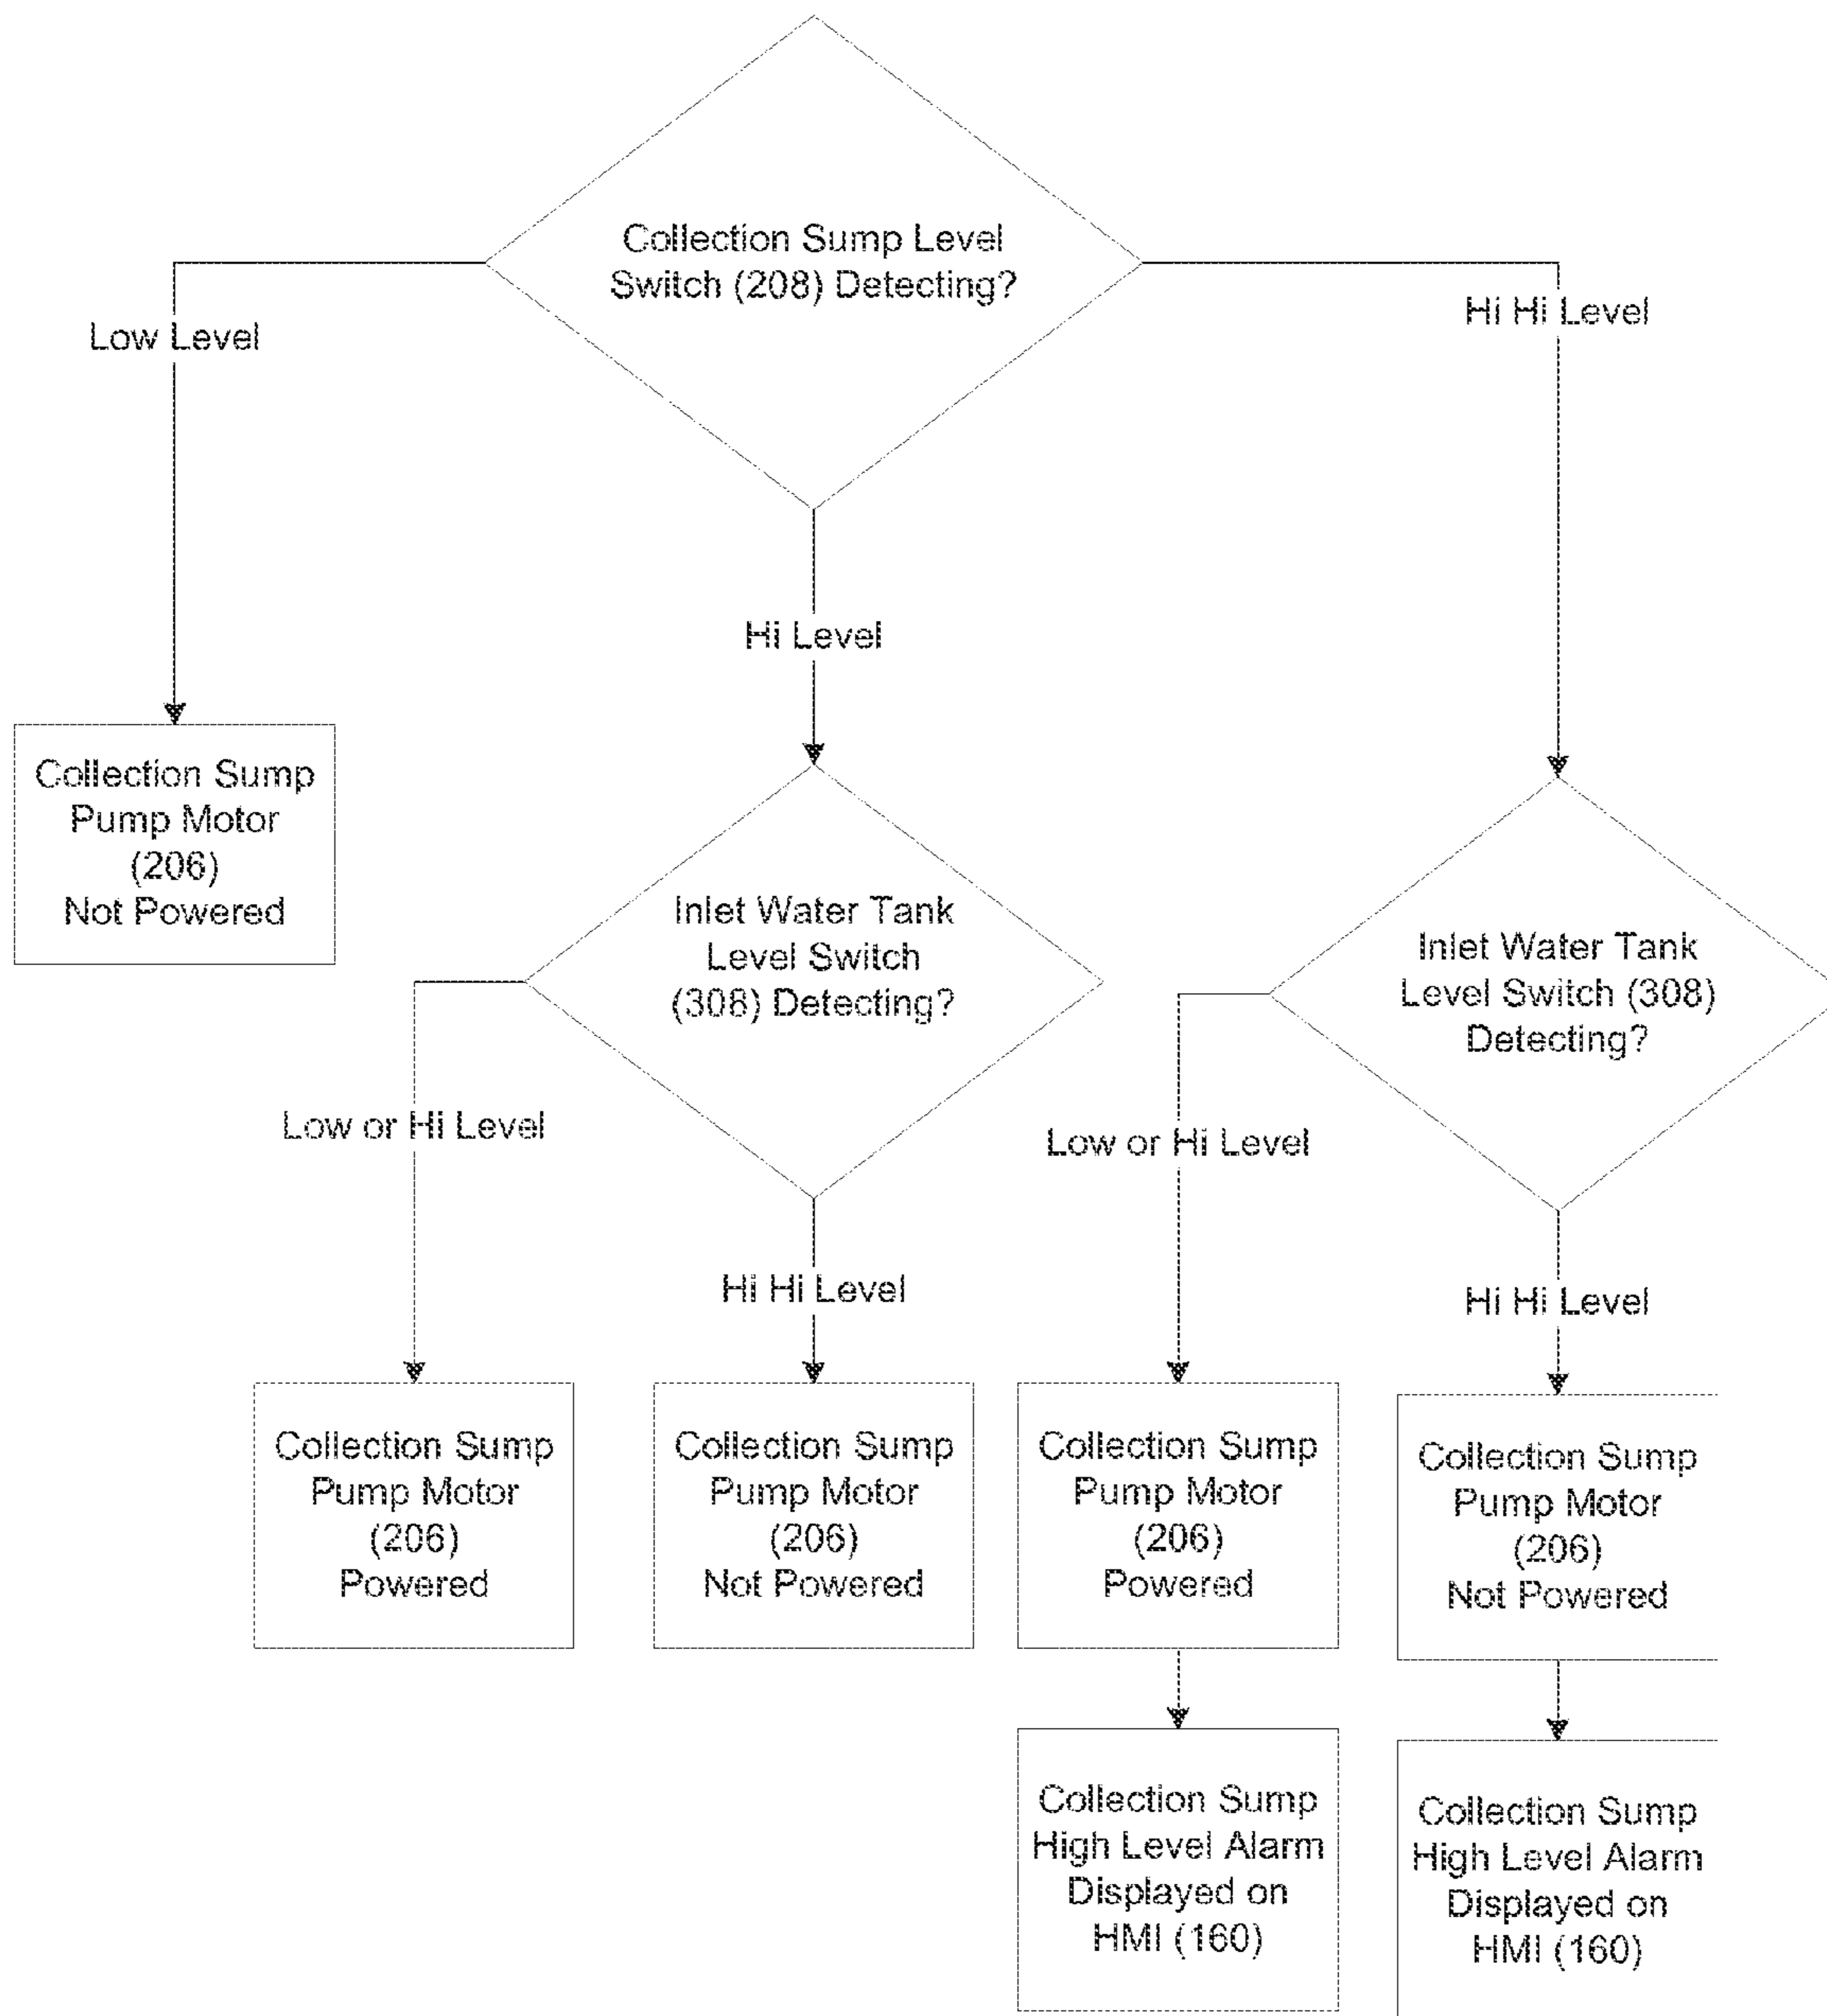 Collection Sump Level
Switch (208) Detecting?
Low Level
Hi Hi Level
Hi Level
Collection Sump
Pump Motor
(206)
Not Powered
Inlet Water Tank
Level Switch
(308) Detecting?
Inlet Water Tank
Level Switch (308)
Detecting?
Low or Hi Level
Low or Hi Level
Hi Hi Level
Hi Hi Level
Collection Sump
Pump Motor
(206)
Powered
Collection Sump
Pump Motor
(206)
Not Powered
Collection Sump
Pump Motor
(206)
Powered
Collection Sump
Pump Motor
(206)
Not Powered
Collection Sump
High Level Alarm
Displayed on
HMI (160)
Collection Sump
High Level Alarm
Displayed on
HMI (160)